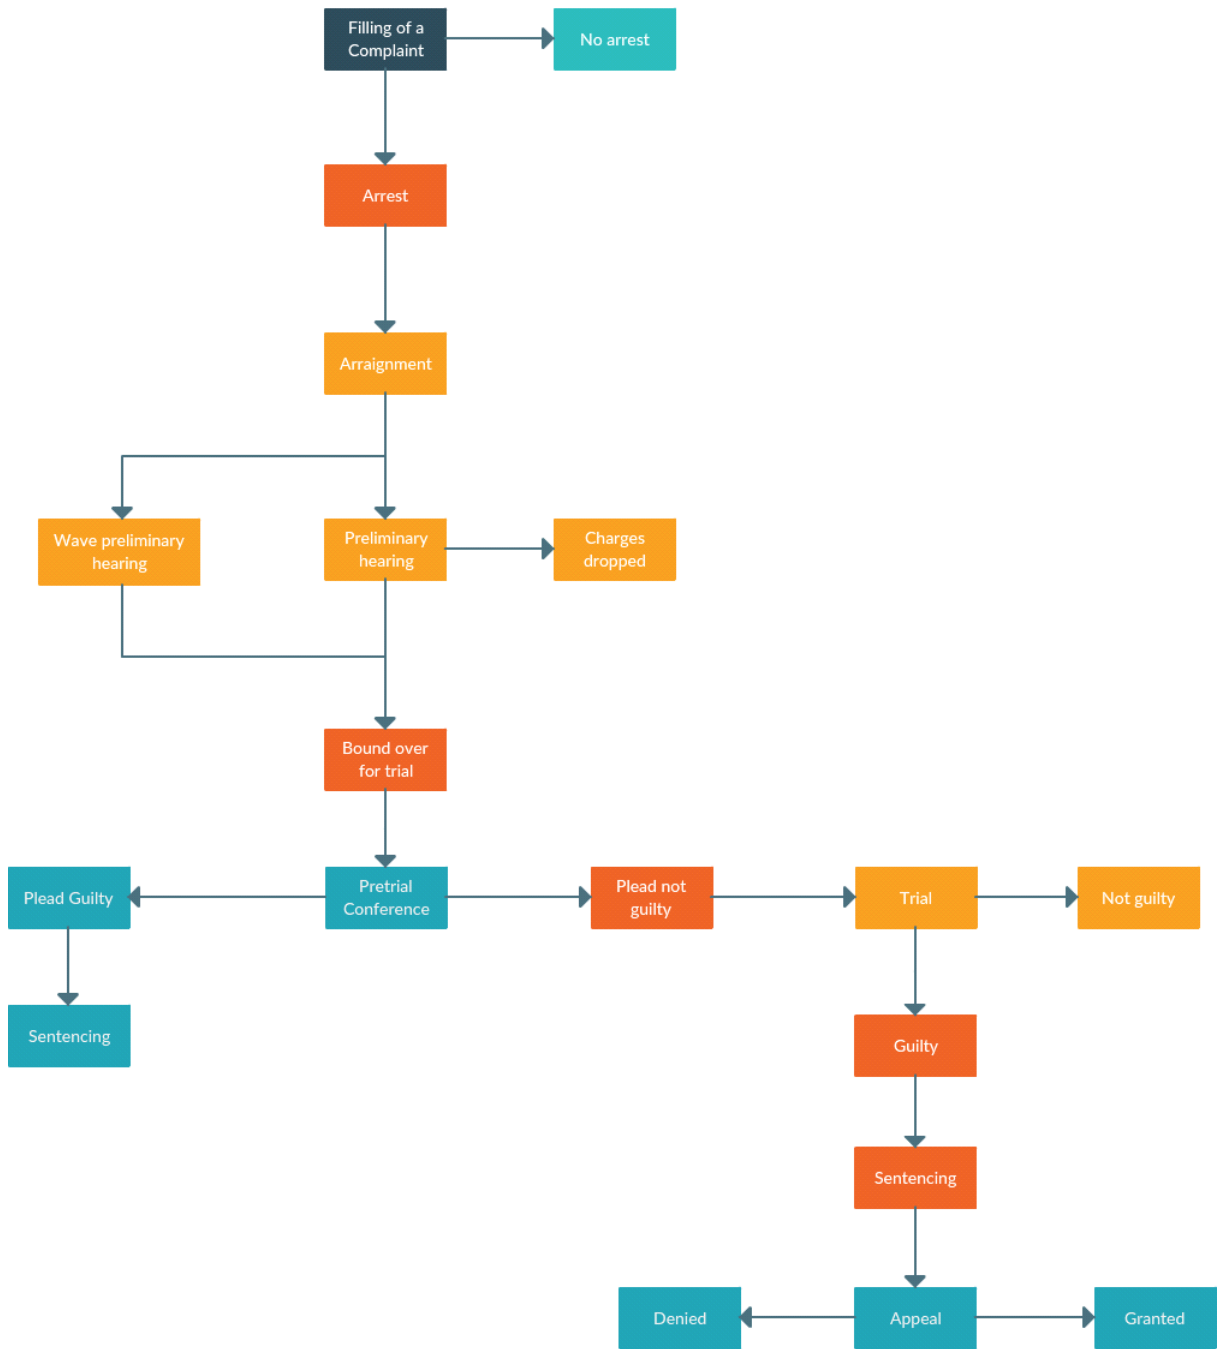 Filling of a
Complaint
No arrest
Arrest
Arraignment
Wave preliminary
hearing
Preliminary
hearing
Charges
dropped
Bound over
for trial
Plead Guilty
Pretrial
Conference
Plead not
guilty
Trial
Not guilty
Sentencing
Guilty
Sentencing
Denied
Appeal
Granted